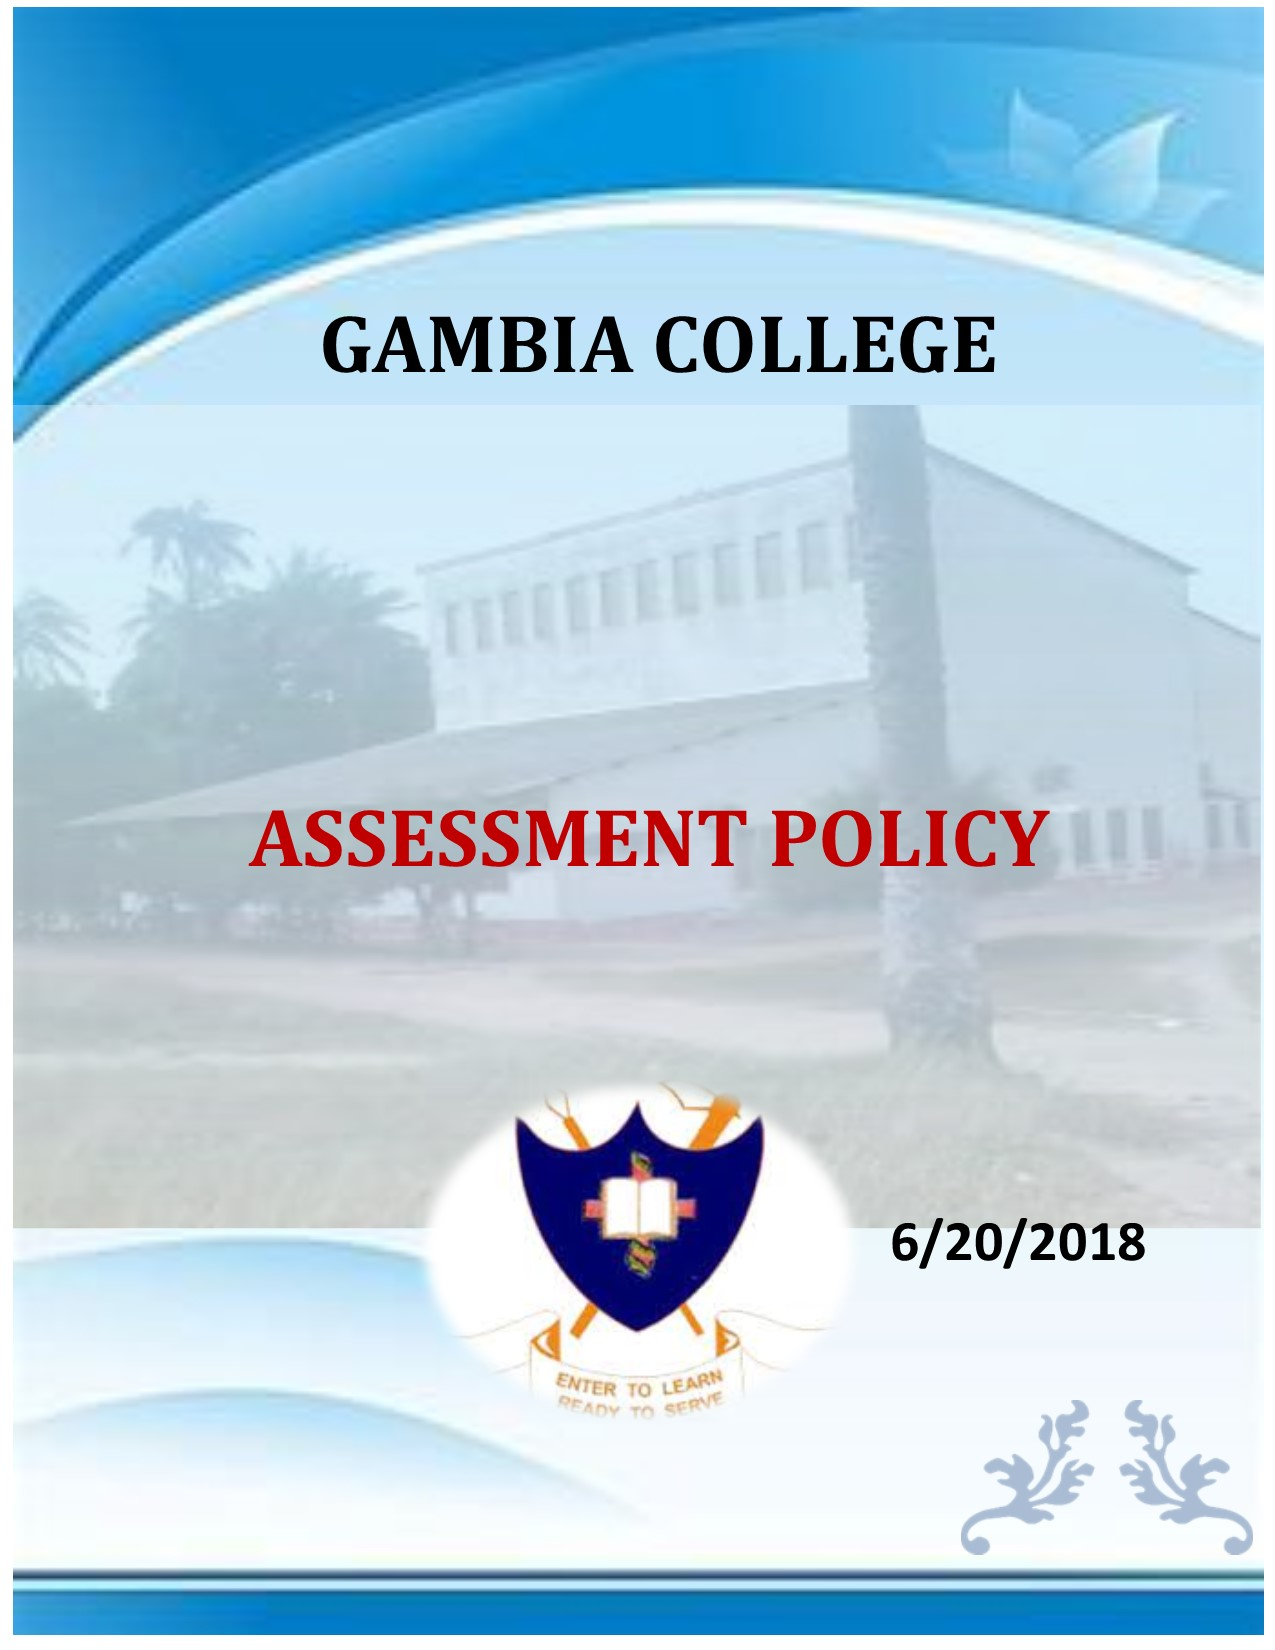 GAMBIA COLLEGE
ASSESSMENT POLICY
6/20/2018
ENTER TO LEARN
READY TO SERVE